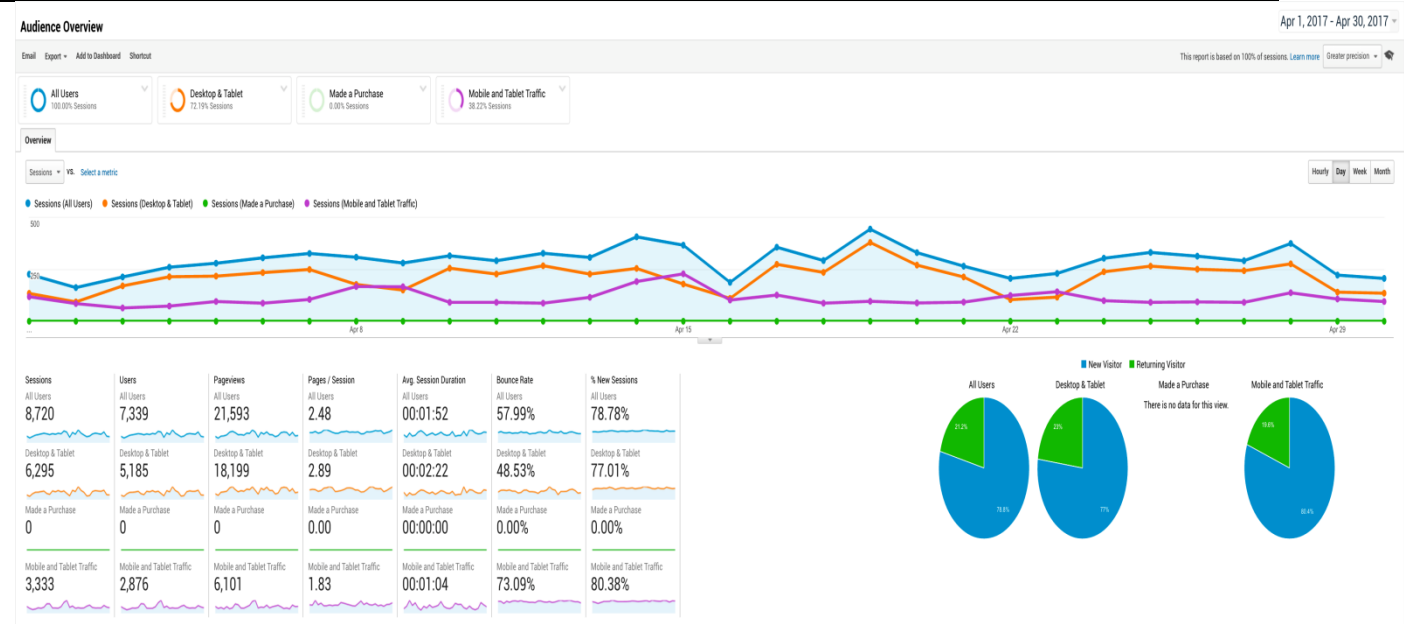 Audience Overview
Apr 1, 2017 - Apr 30, 2017
Email Export Add to Dashboard Shortcut
This report is based on 100% of sessions. Learn more Greater precision
All Users
100.00% Sessions
Desktop & Tablet
72.19% Sessions
Made a Purchase
0.00% Sessions
Mobile and Tablet Traffic
38.22% Sessions
Overview
Sessions VS. Select a metric
Hourly Day Week Month
Sessions (All Users) Sessions (Desktop & Tablet) Sessions (Made a Purchase) Sessions (Mobile and Tablet Traffic)
500
250
... Apr 8 Apr 15 Apr 22 Apr 29
Sessions
All Users
8,720
Desktop & Tablet
6,295
Made a Purchase
0
Mobile and Tablet Traffic
3,333
Users
All Users
7,339
Desktop & Tablet
5,185
Made a Purchase
0
Mobile and Tablet Traffic
2,876
Pageviews
All Users
21,593
Desktop & Tablet
18,199
Made a Purchase
0
Mobile and Tablet Traffic
6,101
Pages / Session
All Users
2.48
Desktop & Tablet
2.89
Made a Purchase
0.00
Mobile and Tablet Traffic
1.83
Avg. Session Duration
All Users
00:01:52
Desktop & Tablet
00:02:22
Made a Purchase
00:00:00
Mobile and Tablet Traffic
00:01:04
Bounce Rate
All Users
57.99%
Desktop & Tablet
48.53%
Made a Purchase
0.00%
Mobile and Tablet Traffic
73.09%
% New Sessions
All Users
78.78%
Desktop & Tablet
77.01%
Made a Purchase
0.00%
Mobile and Tablet Traffic
80.38%
New Visitor Returning Visitor
All Users
21.2%
78.8%
Desktop & Tablet
23%
77%
Made a Purchase
There is no data for this view.
Mobile and Tablet Traffic
19.6%
80.4%